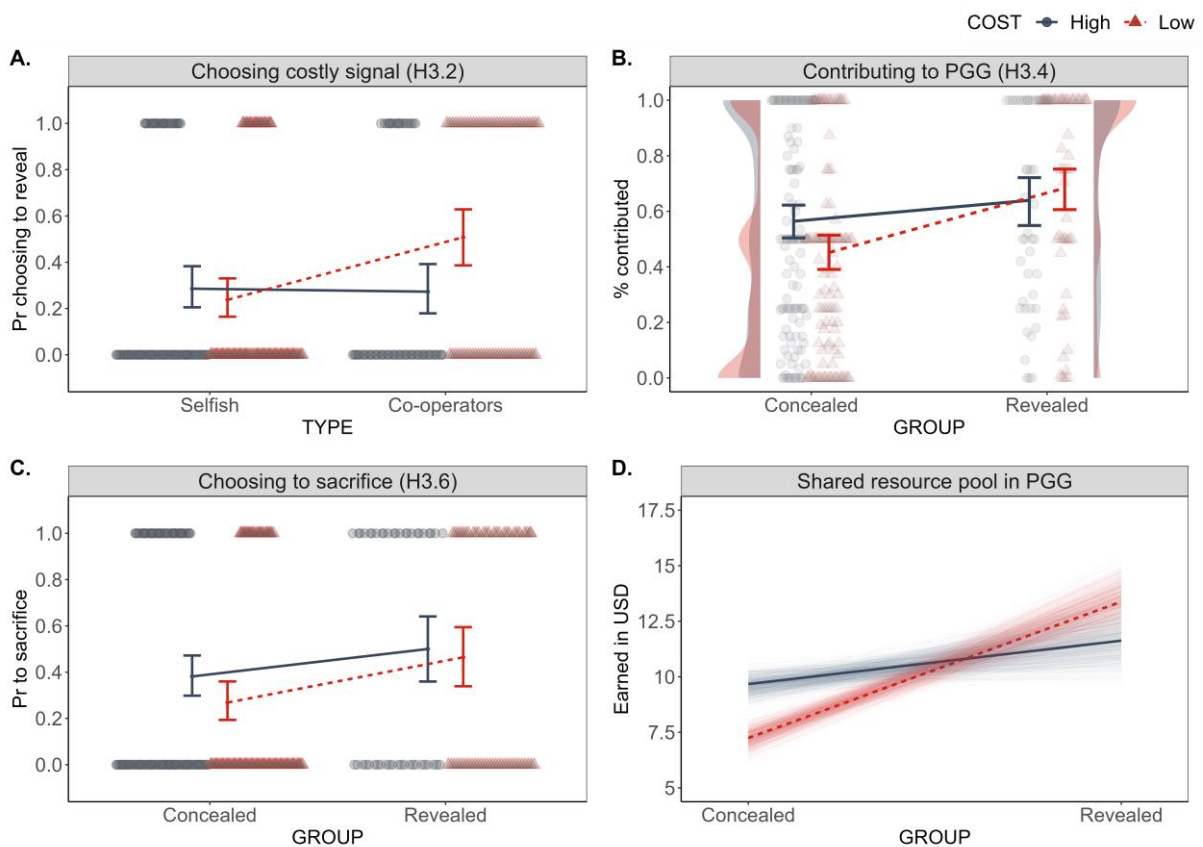 COST High Low
A.
Choosing costly signal (H3.2)
Pr choosing to reveal
1.0
0.8
0.6
0.4
0.2
0.0
Selfish Co-operators
TYPE
B.
Contributing to PGG (H3.4)
% contributed
1.0
0.8
0.6
0.4
0.2
0.0
Concealed Revealed
GROUP
C.
Choosing to sacrifice (H3.6)
Pr to sacrifice
1.0
0.8
0.6
0.4
0.2
0.0
Concealed Revealed
GROUP
D.
Shared resource pool in PGG
Earned in USD
17.5
15
12.5
10
7.5
5
Concealed Revealed
GROUP